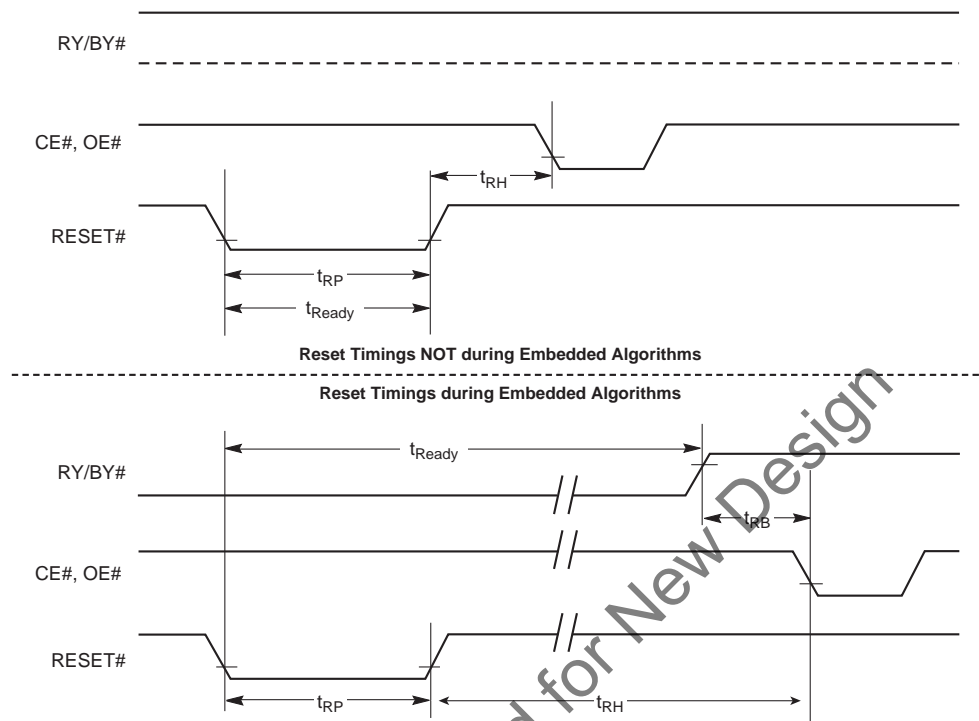 RY/BY#
CE#, OE#
tRH
RESET#
tRP
tReady
Reset Timings NOT during Embedded Algorithms
Reset Timings during Embedded Algorithms
tReady
RY/BY#
tRB
CE#, OE#
RESET#
tRP
tRH
for New Design